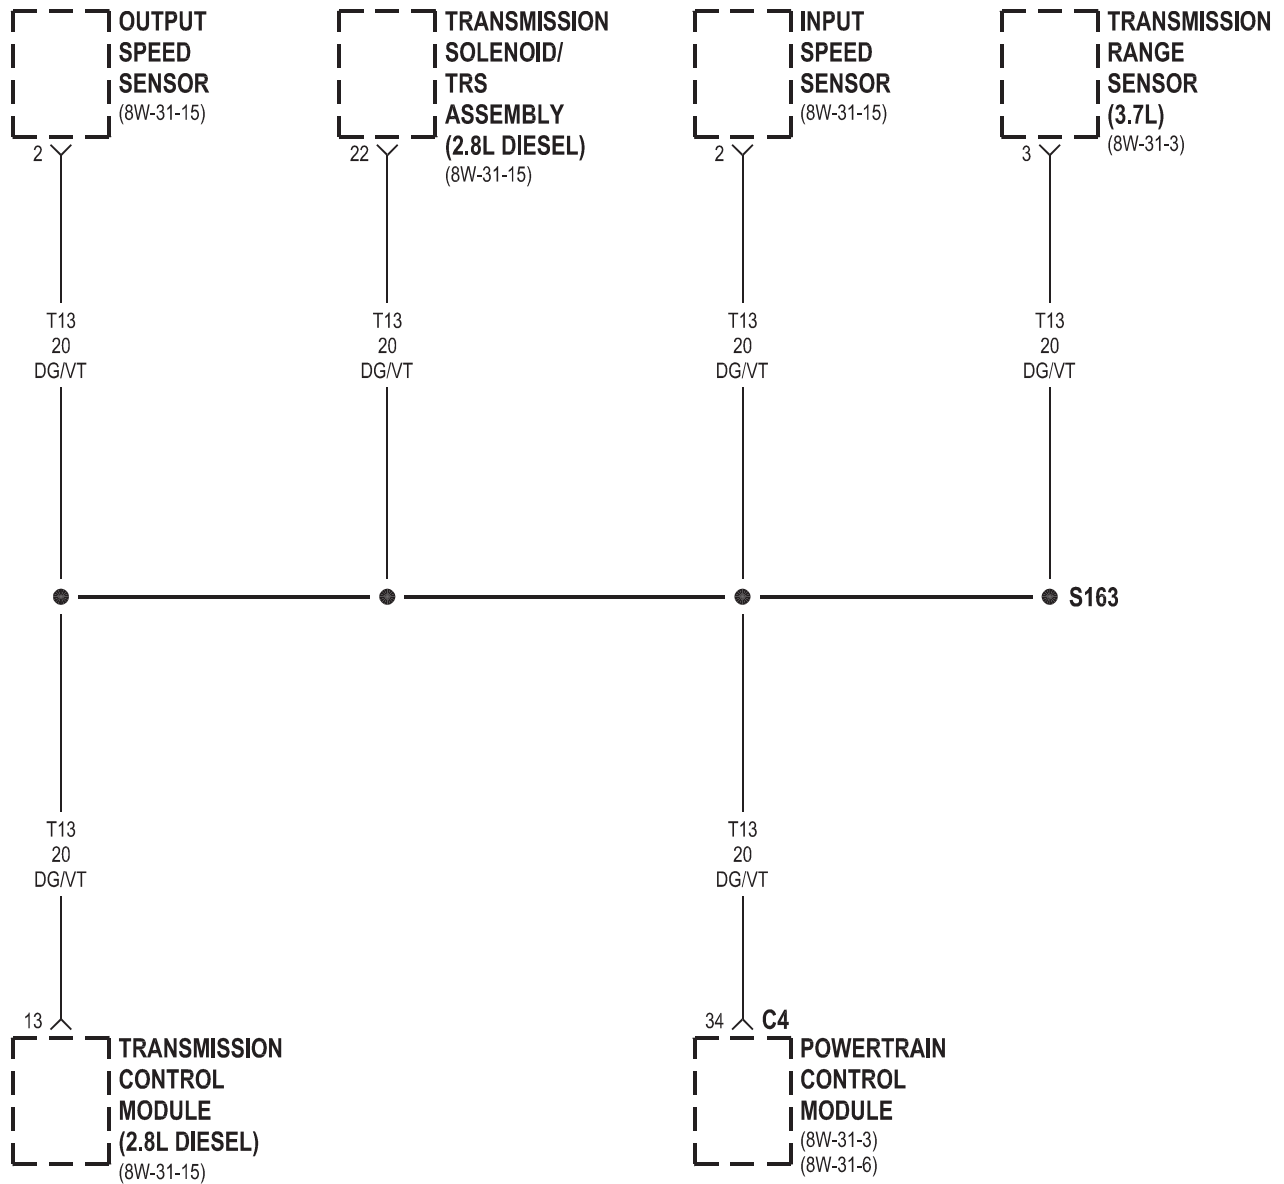 OUTPUT
SPEED
SENSOR
(8W-31-15)
2
TRANSMISSION
SOLENOID/
TRS
ASSEMBLY
(2.8L DIESEL)
(8W-31-15)
22
INPUT
SPEED
SENSOR
(8W-31-15)
2
TRANSMISSION
RANGE
SENSOR
(3.7L)
(8W-31-3)
3
T13
20
DG/VT
T13
20
DG/VT
T13
20
DG/VT
T13
20
DG/VT
S163
T13
20
DG/VT
T13
20
DG/VT
13
TRANSMISSION
CONTROL
MODULE
(2.8L DIESEL)
(8W-31-15)
34
C4
POWERTRAIN
CONTROL
MODULE
(8W-31-3)
(8W-31-6)